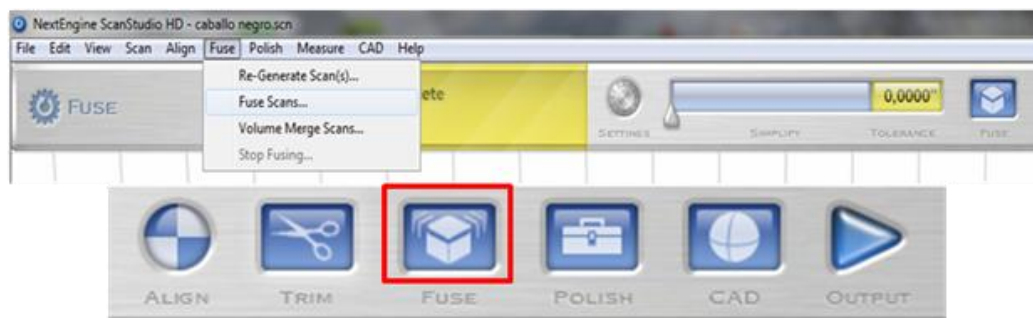 NextEngine ScanStudio HD - caballo negro.scn
File Edit View Scan Align Fuse Polish Measure CAD Help
Re-Generate Scan(s)...
FUSE
Fuse Scans...
ete
0,0000"
Volume Merge Scans...
SETTINGS SIMPLIFY TOLERANCE FUSE
Stop Fusing...
ALIGN TRIM FUSE POLISH CAD OUTPUT